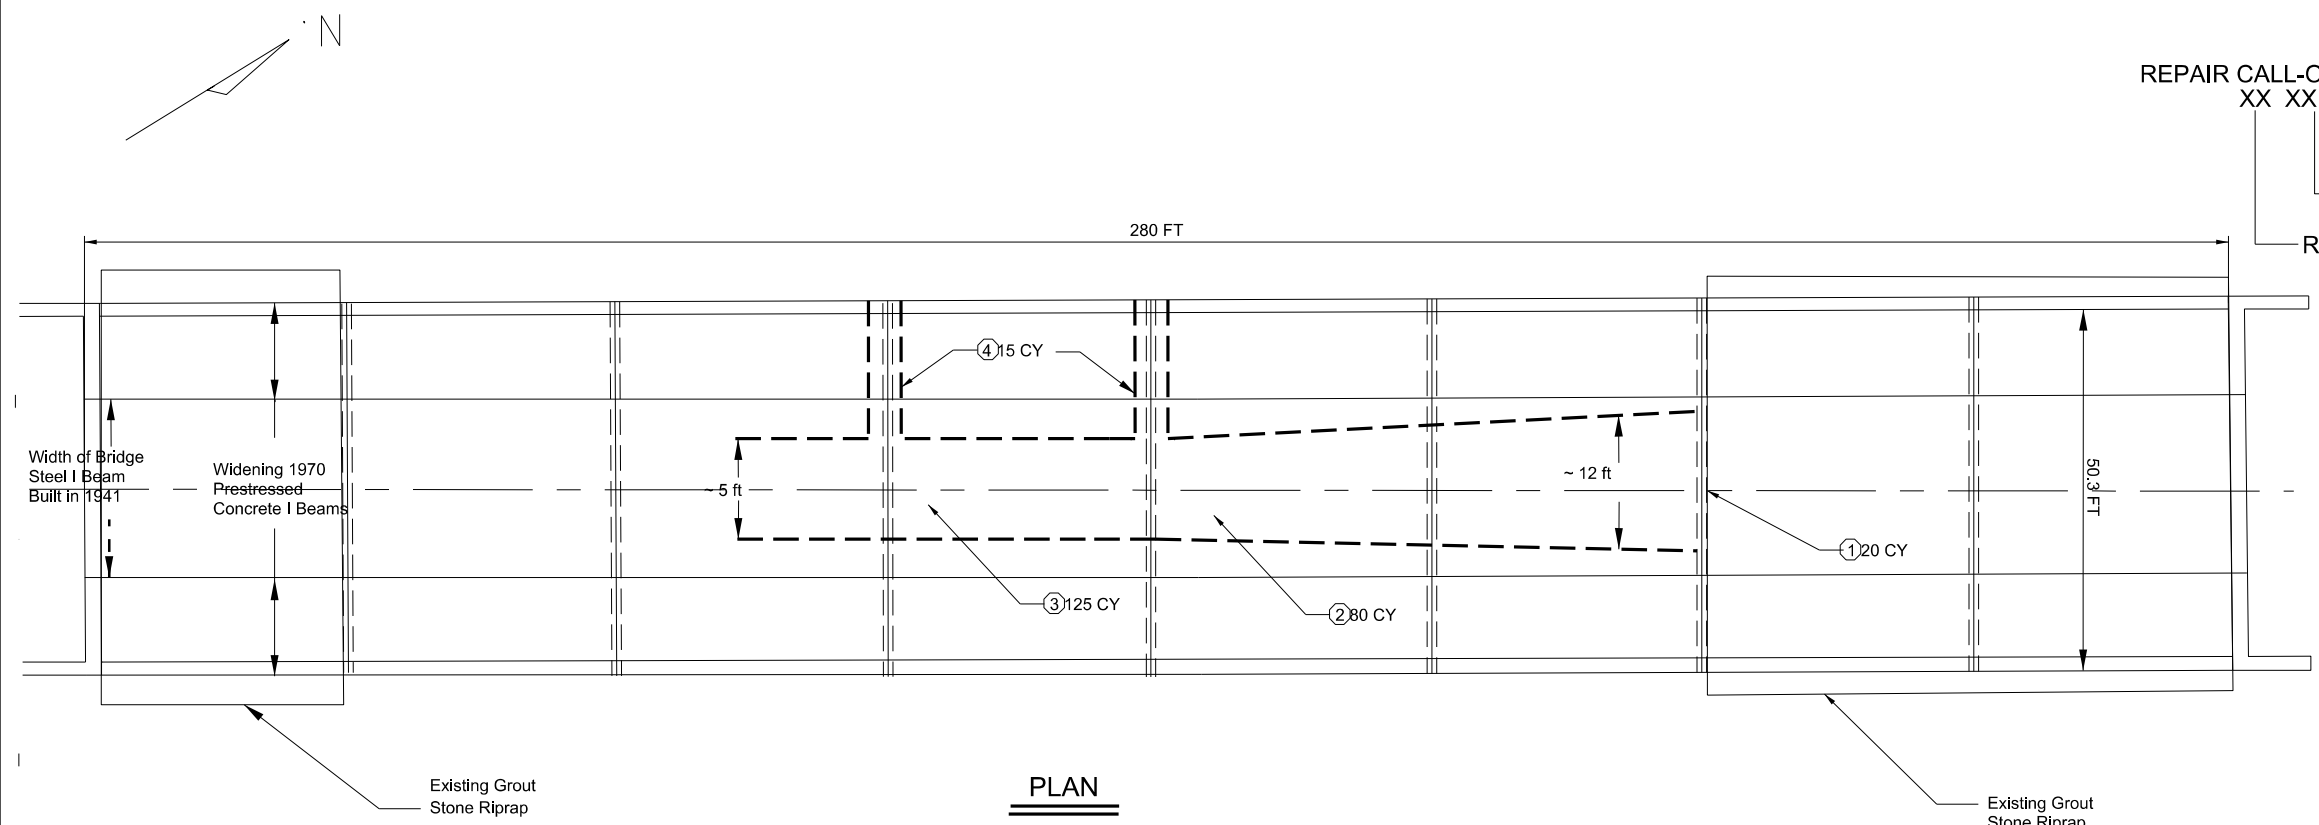 N
REPAIR CALL-O
XX XX
R
280 FT
4 15 CY
Width of Bridge
Steel I Beam
Built in 1941
Widening 1970
Prestressed
Concrete I Beams
~ 5 ft
~ 12 ft
50.3 FT
1 20 CY
3 125 CY
2 80 CY
Existing Grout
Stone Riprap
PLAN
Existing Grout
Stone Riprap